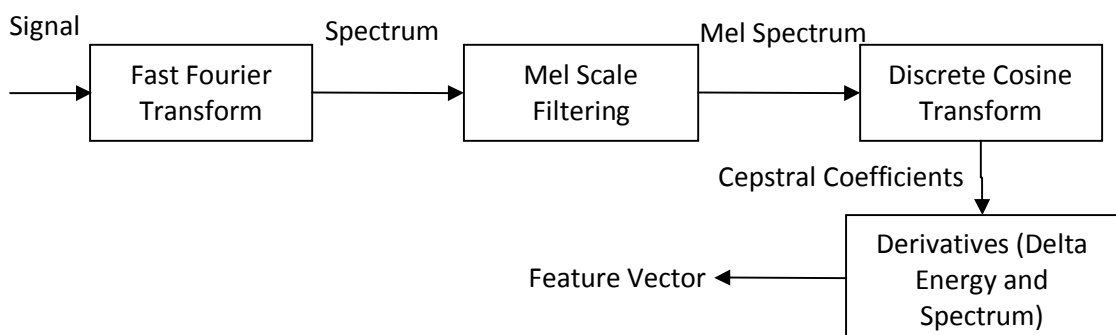 Signal
Fast Fourier
Transform
Spectrum
Mel Scale
Filtering
Mel Spectrum
Discrete Cosine
Transform
Cepstral Coefficients
Derivatives (Delta
Energy and
Spectrum)
Feature Vector